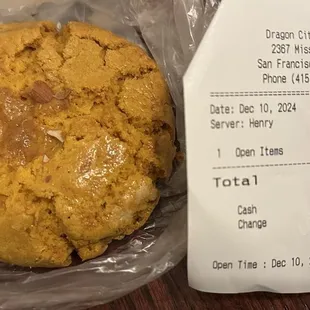 Dragon Cit
2367 Miss
San Francisc
Phone (415
Date: Dec 10, 2024
Server: Henry
1 Open Items
Total
Cash
Change
Open Time : Dec 10,